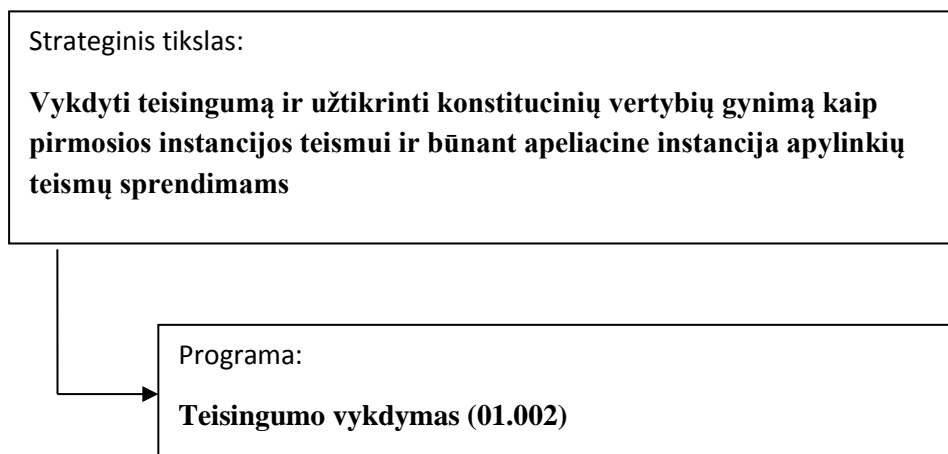 Strateginis tikslas:
Vykdyti teisingumą ir užtikrinti konstitucinių vertybių gynimą kaip
pirmosios instancijos teismui ir būnant apeliacine instancija apylinkių
teismų sprendimams
Programa:
Teisingumo vykdymas (01.002)